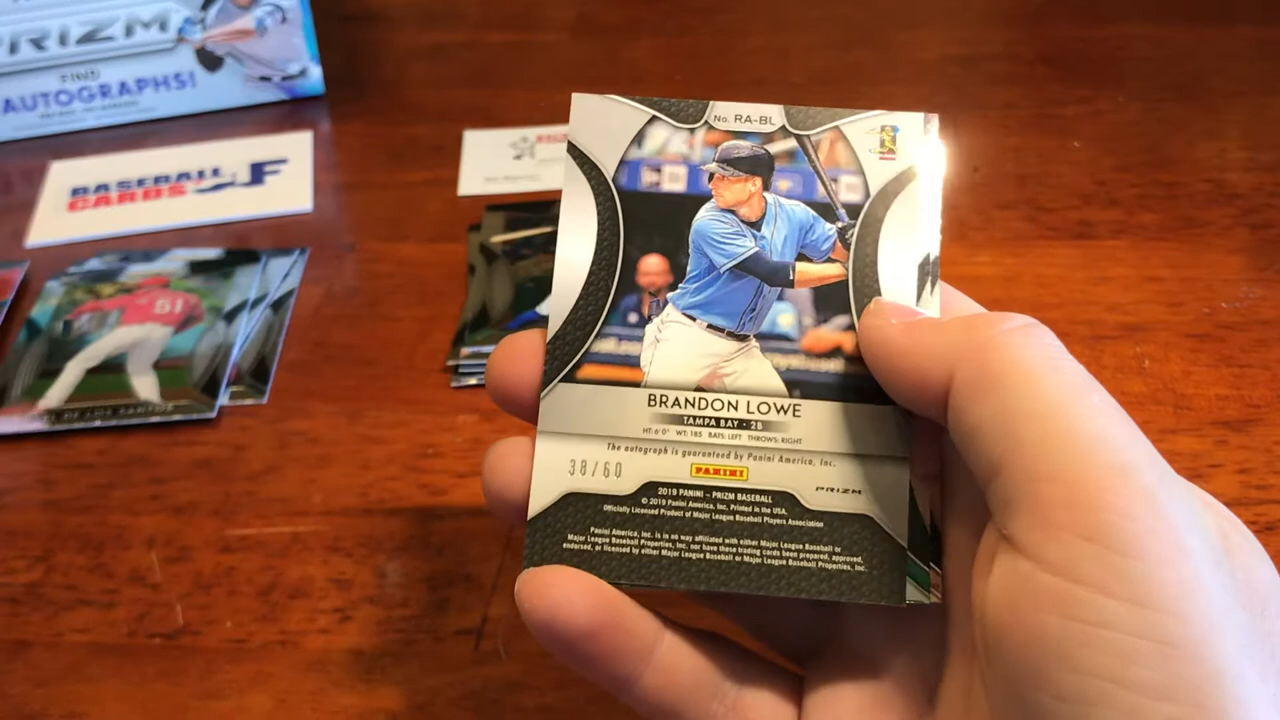 PRIZM
FIND
AUTOGRAPHS!
BASEBALL
CARDS
F
51
DE LOS SANTOS
No. RA-BL
BRANDON LOWE
TAMPA BAY • 2B
HT: 6'0" WT: 185 BATS: LEFT THROWS: RIGHT
The autograph is guaranteed by Panini America, Inc.
38/60
PANINI
PRIZM
2019 PANINI – PRIZM BASEBALL
© 2019 Panini America, Inc. Printed in the USA.
Officially Licensed Product of Major League Baseball Players Association
Panini America, Inc. is in no way affiliated with either Major League Baseball or
Major League Baseball Properties, Inc. nor have these trading cards been prepared, approved,
endorsed, or licensed by either Major League Baseball or Major League Baseball Properties, Inc.